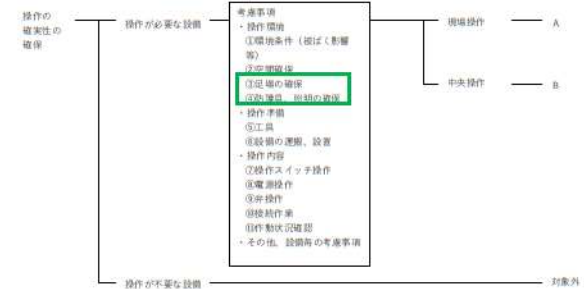 操作の
確実性の
確保
操作が必要な設備
考慮事項
・操作環境
①環境条件（被ばく影響
等）
②空間確保
③足場の確保
④防護具、照明の確保
・操作準備
⑤工具
⑥設備の運搬、設置
・操作内容
⑦操作スイッチ操作
⑧電源操作
⑨弁操作
⑩接続作業
⑪作動状況確認
・その他、設備毎の考慮事項
現場操作
A
中央操作
B
操作が不要な設備
対象外